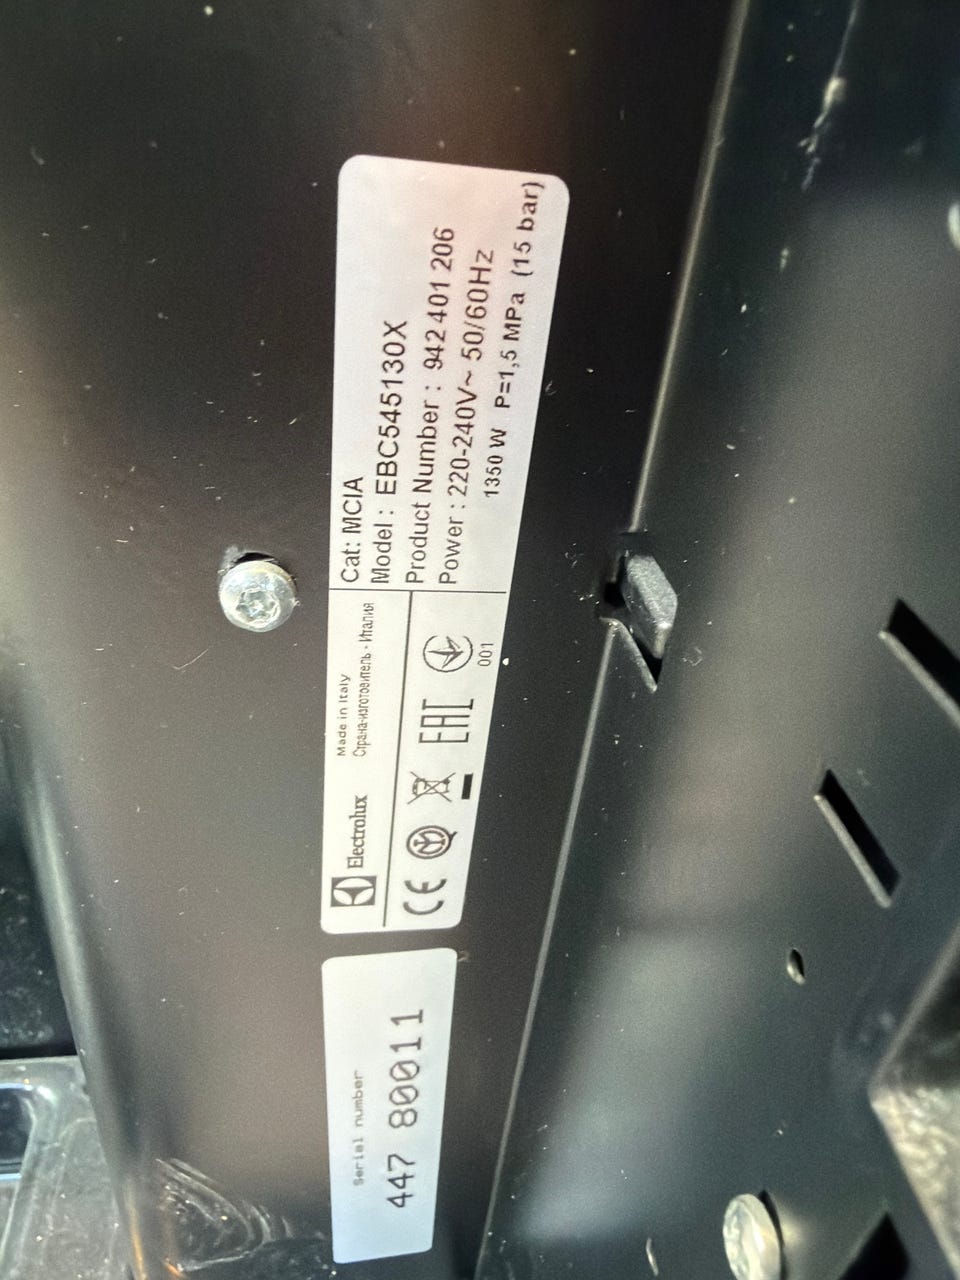 Electrolux
Made in Italy
Страна-изготовитель - Италия
CE
EAC
001
Cat: MCIA
Model : EBC545130X
Product Number : 942 401 206
Power : 220-240V~ 50/60Hz
1350 W P=1,5 MPa (15 bar)
Serial number
447 80011